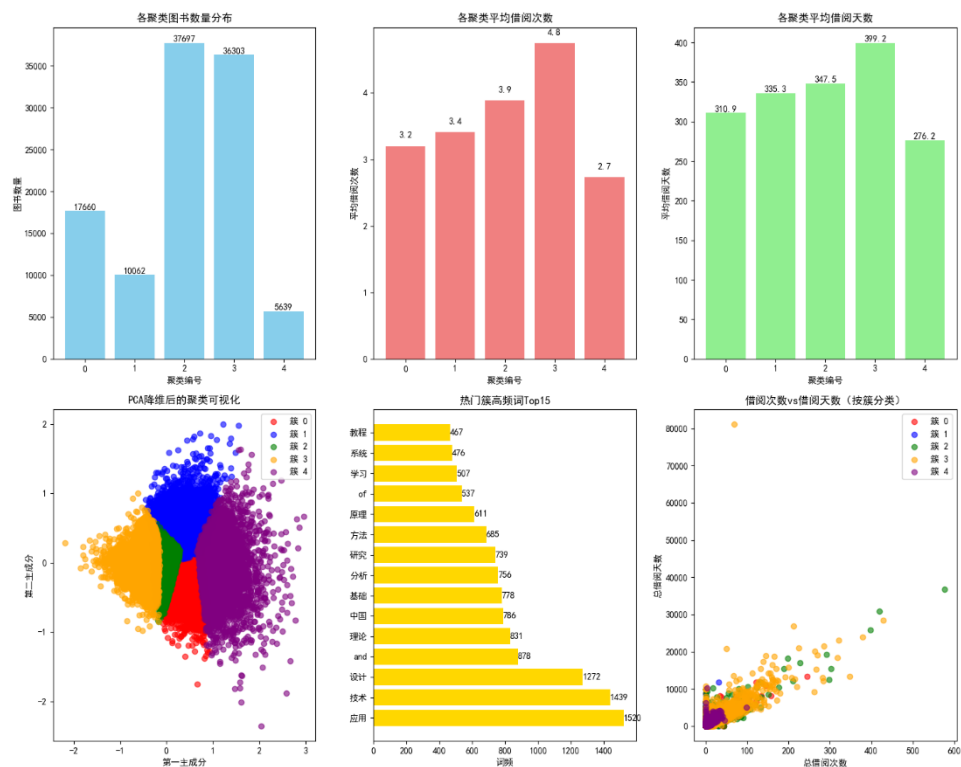 各聚类图书数量分布
图书数量
35000
30000
25000
20000
15000
10000
5000
0
17660
10062
37697
36303
5639
0 1 2 3 4
聚类编号
各聚类平均借阅次数
平均借阅次数
4
3
2
1
0
3.2
3.4
3.9
4.8
2.7
0 1 2 3 4
聚类编号
各聚类平均借阅天数
平均借阅天数
400
350
300
250
200
150
100
50
0
310.9
335.3
347.5
399.2
276.2
0 1 2 3 4
聚类编号
PCA降维后的聚类可视化
第二主成分
2
1
0
−1
−2
簇 0
簇 1
簇 2
簇 3
簇 4
−2 −1 0 1 2 3
第一主成分
热门簇高频词Top15
教程 467
系统 476
学习 507
of 537
原理 611
方法 685
研究 739
分析 756
基础 778
中国 786
理论 831
and 878
设计 1272
技术 1439
应用 1520
0 200 400 600 800 1000 1200 1400
词频
借阅次数vs借阅天数（按簇分类）
总借阅天数
80000
70000
60000
50000
40000
30000
20000
10000
0
簇 0
簇 1
簇 2
簇 3
簇 4
0 100 200 300 400 500 600
总借阅次数